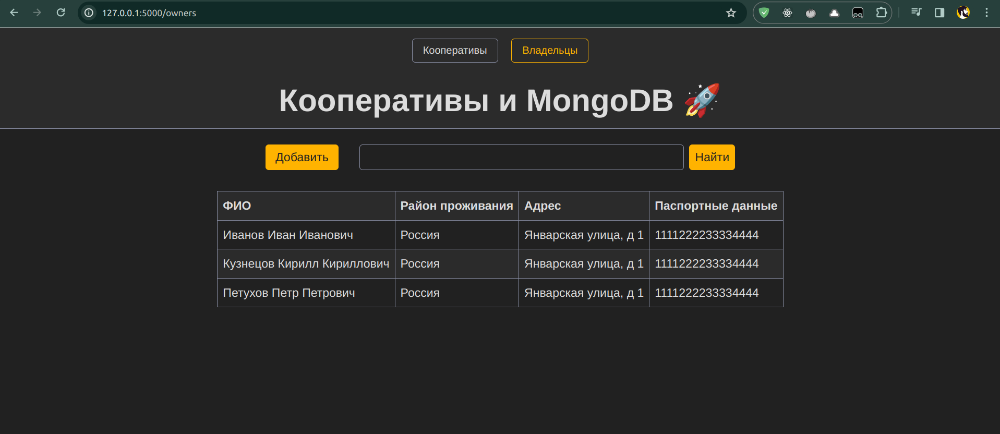 127.0.0.1:5000/owners
Кооперативы Владельцы
Кооперативы и MongoDB 🚀
Добавить Найти
ФИО Район проживания Адрес Паспортные данные
Иванов Иван Иванович Россия Январская улица, д 1 1111222233334444
Кузнецов Кирилл Кириллович Россия Январская улица, д 1 1111222233334444
Петухов Петр Петрович Россия Январская улица, д 1 1111222233334444